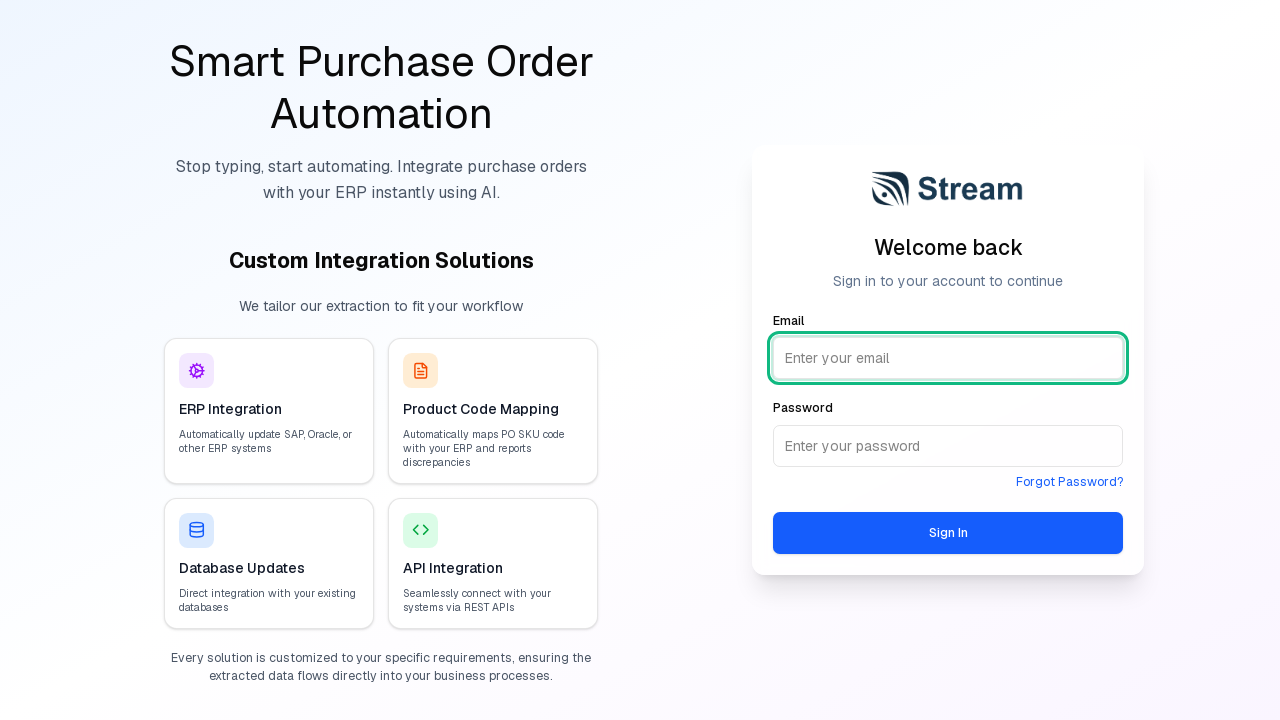 Smart Purchase Order
Automation
Stop typing, start automating. Integrate purchase orders
with your ERP instantly using AI.
Custom Integration Solutions
We tailor our extraction to fit your workflow
ERP Integration
Automatically update SAP, Oracle, or
other ERP systems
Product Code Mapping
Automatically maps PO SKU code
with your ERP and reports
discrepancies
Database Updates
Direct integration with your existing
databases
API Integration
Seamlessly connect with your
systems via REST APIs
Every solution is customized to your specific requirements, ensuring the
extracted data flows directly into your business processes.
Stream
Welcome back
Sign in to your account to continue
Email
Enter your email
Password
Enter your password
Forgot Password?
Sign In